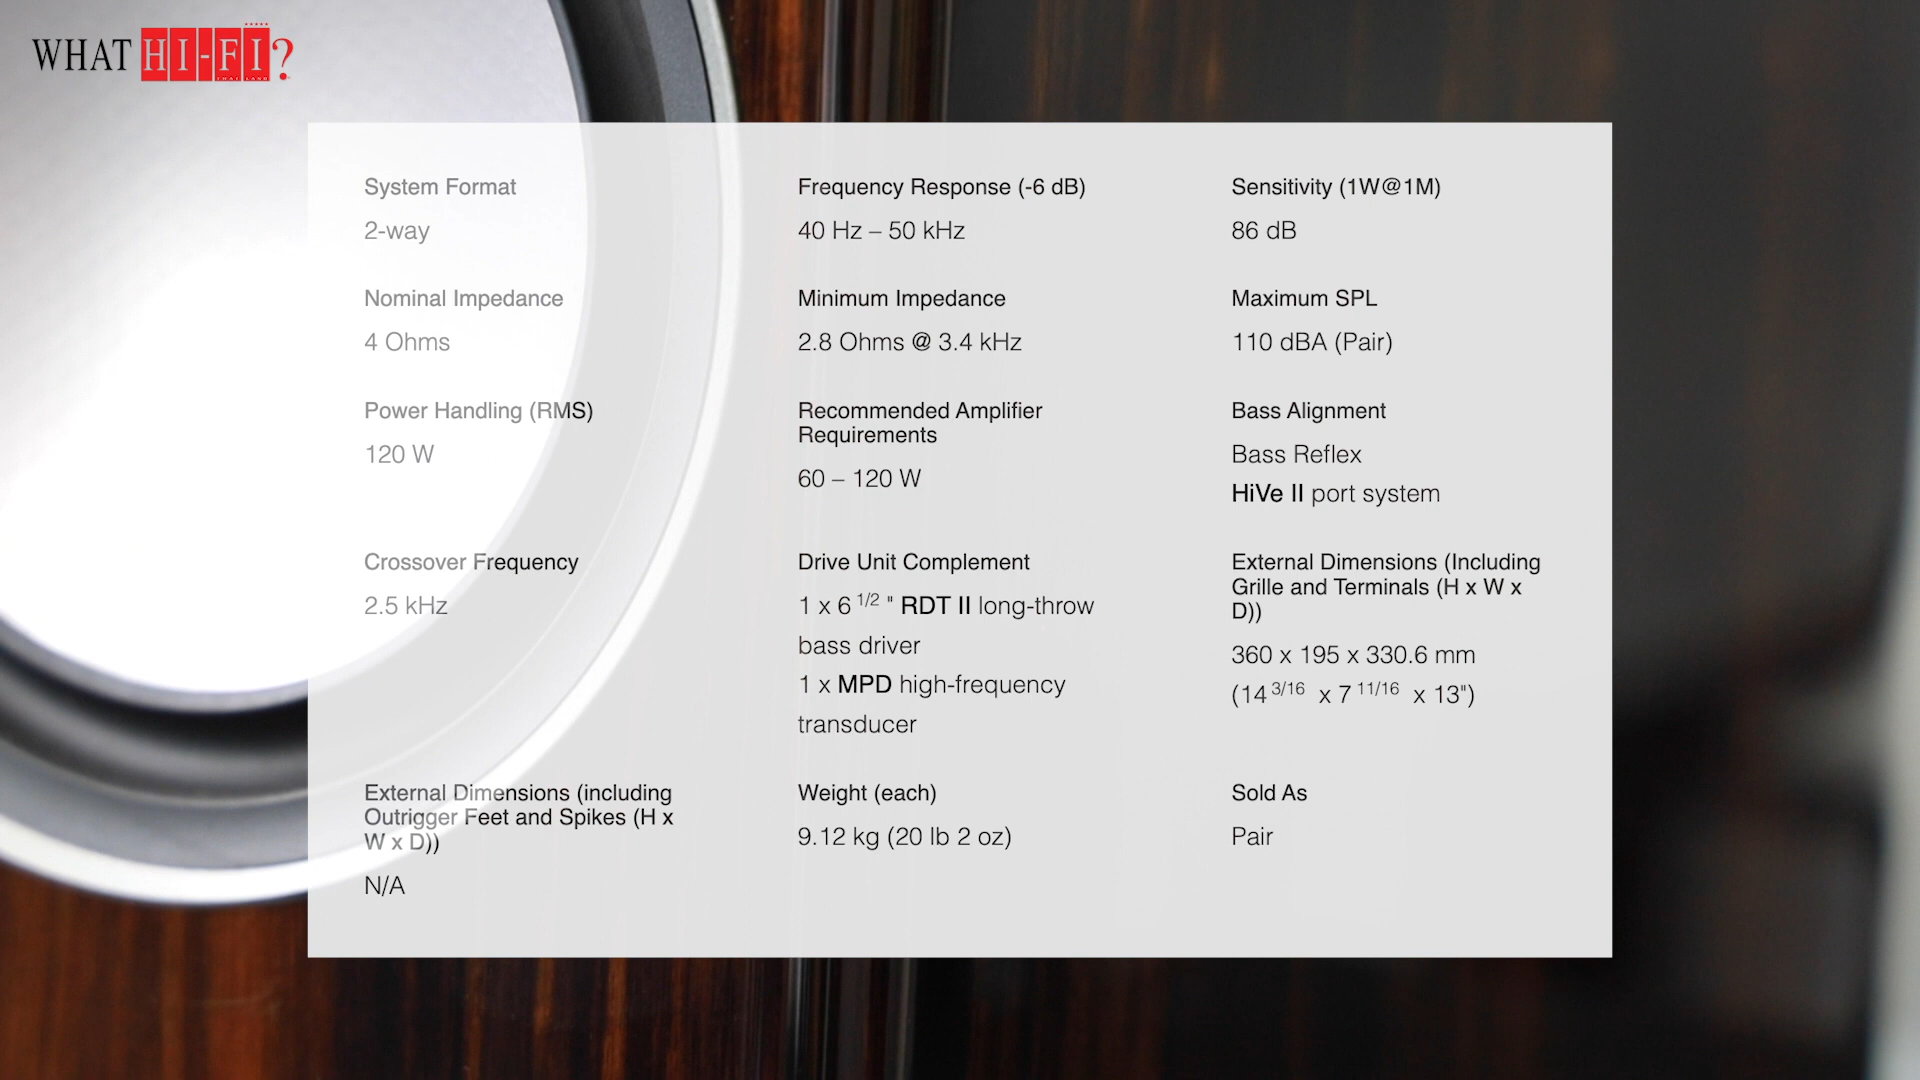 WHAT HI-FI?
THAILAND
System Format
2-way
Frequency Response (-6 dB)
40 Hz – 50 kHz
Sensitivity (1W@1M)
86 dB
Nominal Impedance
4 Ohms
Minimum Impedance
2.8 Ohms @ 3.4 kHz
Maximum SPL
110 dBA (Pair)
Power Handling (RMS)
120 W
Recommended Amplifier
Requirements
60 – 120 W
Bass Alignment
Bass Reflex
HiVe II port system
Crossover Frequency
2.5 kHz
Drive Unit Complement
1 x 6 1/2 " RDT II long-throw
bass driver
1 x MPD high-frequency
transducer
External Dimensions (Including
Grille and Terminals (H x W x
D))
360 x 195 x 330.6 mm
(14 3/16 x 7 11/16 x 13")
External Dimensions (including
Outrigger Feet and Spikes (H x
W x D))
N/A
Weight (each)
9.12 kg (20 lb 2 oz)
Sold As
Pair